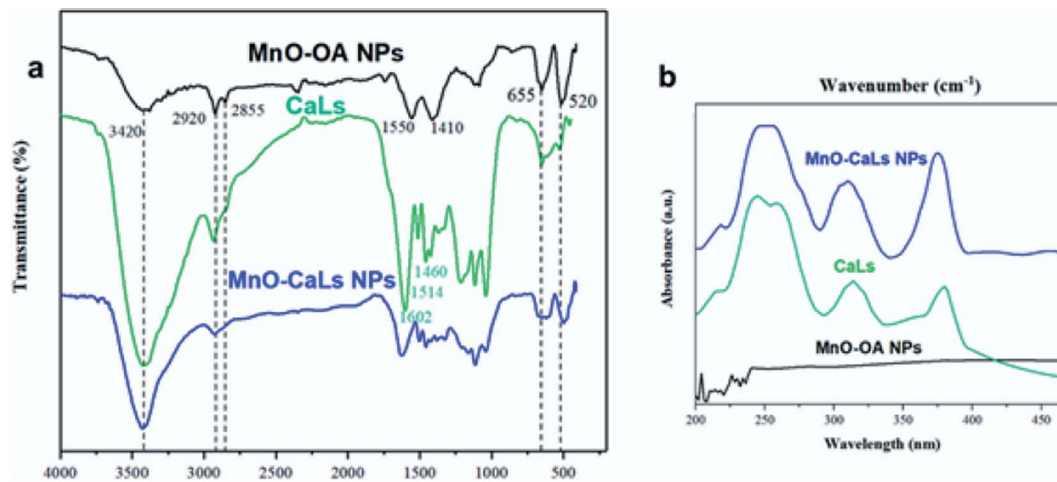 a
MnO-OA NPs
3420
2920
2855
CaLs
1550
1410
655
520
1460
1514
1602
MnO-CaLs NPs
Transmittance (%)
4000 3500 3000 2500 2000 1500 1000 500
b
Wavenumber (cm⁻¹)
MnO-CaLs NPs
CaLs
MnO-OA NPs
Absorbance (a.u.)
200 250 300 350 400 450
Wavelength (nm)